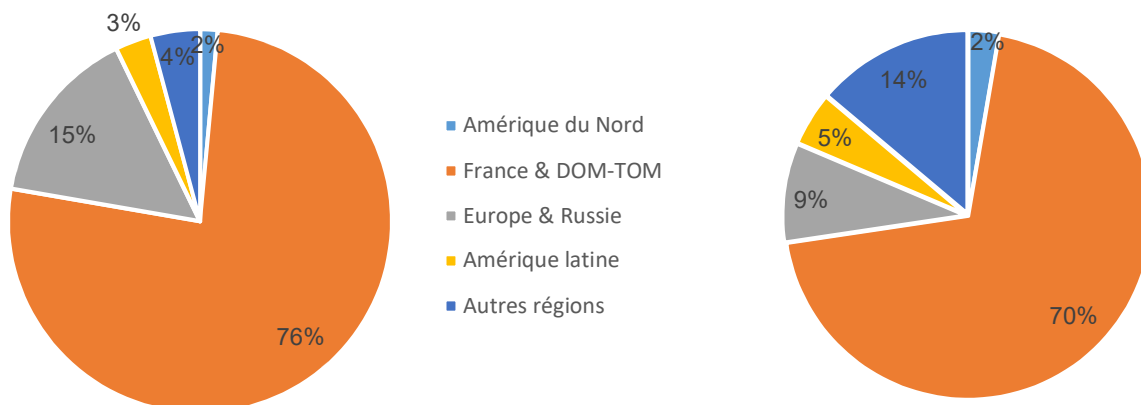 3%
2%
4%
15%
76%
Amérique du Nord
France & DOM-TOM
Europe & Russie
Amérique latine
Autres régions
2%
14%
5%
9%
70%